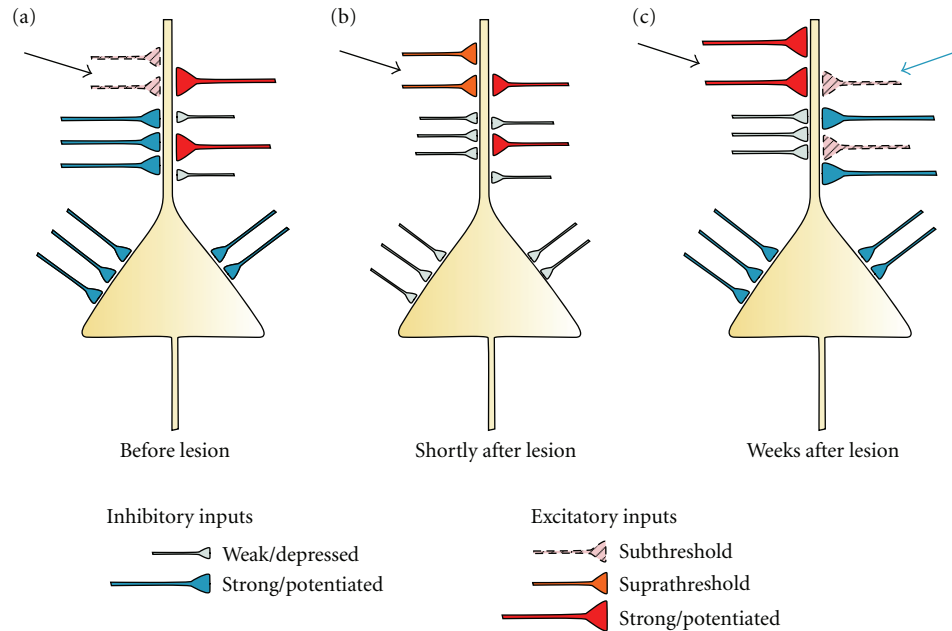 (a)
(b)
(c)
Before lesion
Shortly after lesion
Weeks after lesion
Inhibitory inputs
Weak/depressed
Strong/potentiated
Excitatory inputs
Subthreshold
Suprathreshold
Strong/potentiated